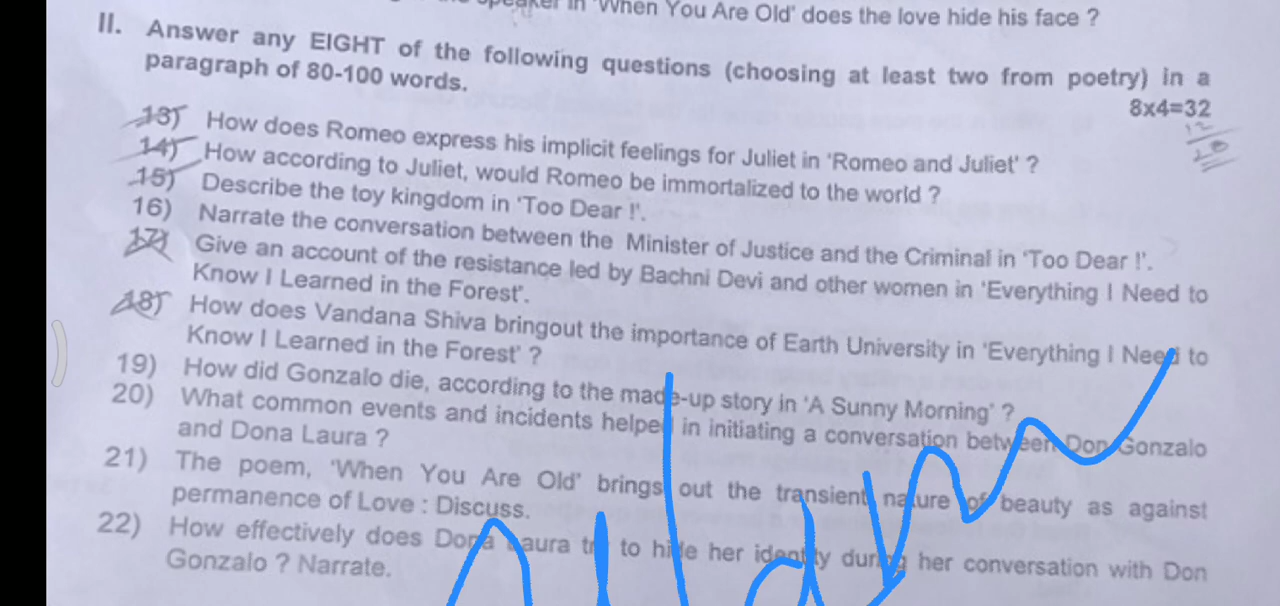 speaker in 'When You Are Old' does the love hide his face ?
II. Answer any EIGHT of the following questions (choosing at least two from poetry) in a
paragraph of 80-100 words.
8x4=32
13) How does Romeo express his implicit feelings for Juliet in 'Romeo and Juliet' ?
14) How according to Juliet, would Romeo be immortalized to the world ?
15) Describe the toy kingdom in 'Too Dear !'.
16) Narrate the conversation between the Minister of Justice and the Criminal in 'Too Dear !'.
17) Give an account of the resistance led by Bachni Devi and other women in 'Everything I Need to
Know I Learned in the Forest'.
18) How does Vandana Shiva bringout the importance of Earth University in 'Everything I Need to
Know I Learned in the Forest' ?
19) How did Gonzalo die, according to the made-up story in 'A Sunny Morning' ?
20) What common events and incidents helped in initiating a conversation between Don Gonzalo
and Dona Laura ?
21) The poem, 'When You Are Old' brings out the transient nature of beauty as against
permanence of Love : Discuss.
22) How effectively does Dona Laura try to hide her identity during her conversation with Don
Gonzalo ? Narrate.